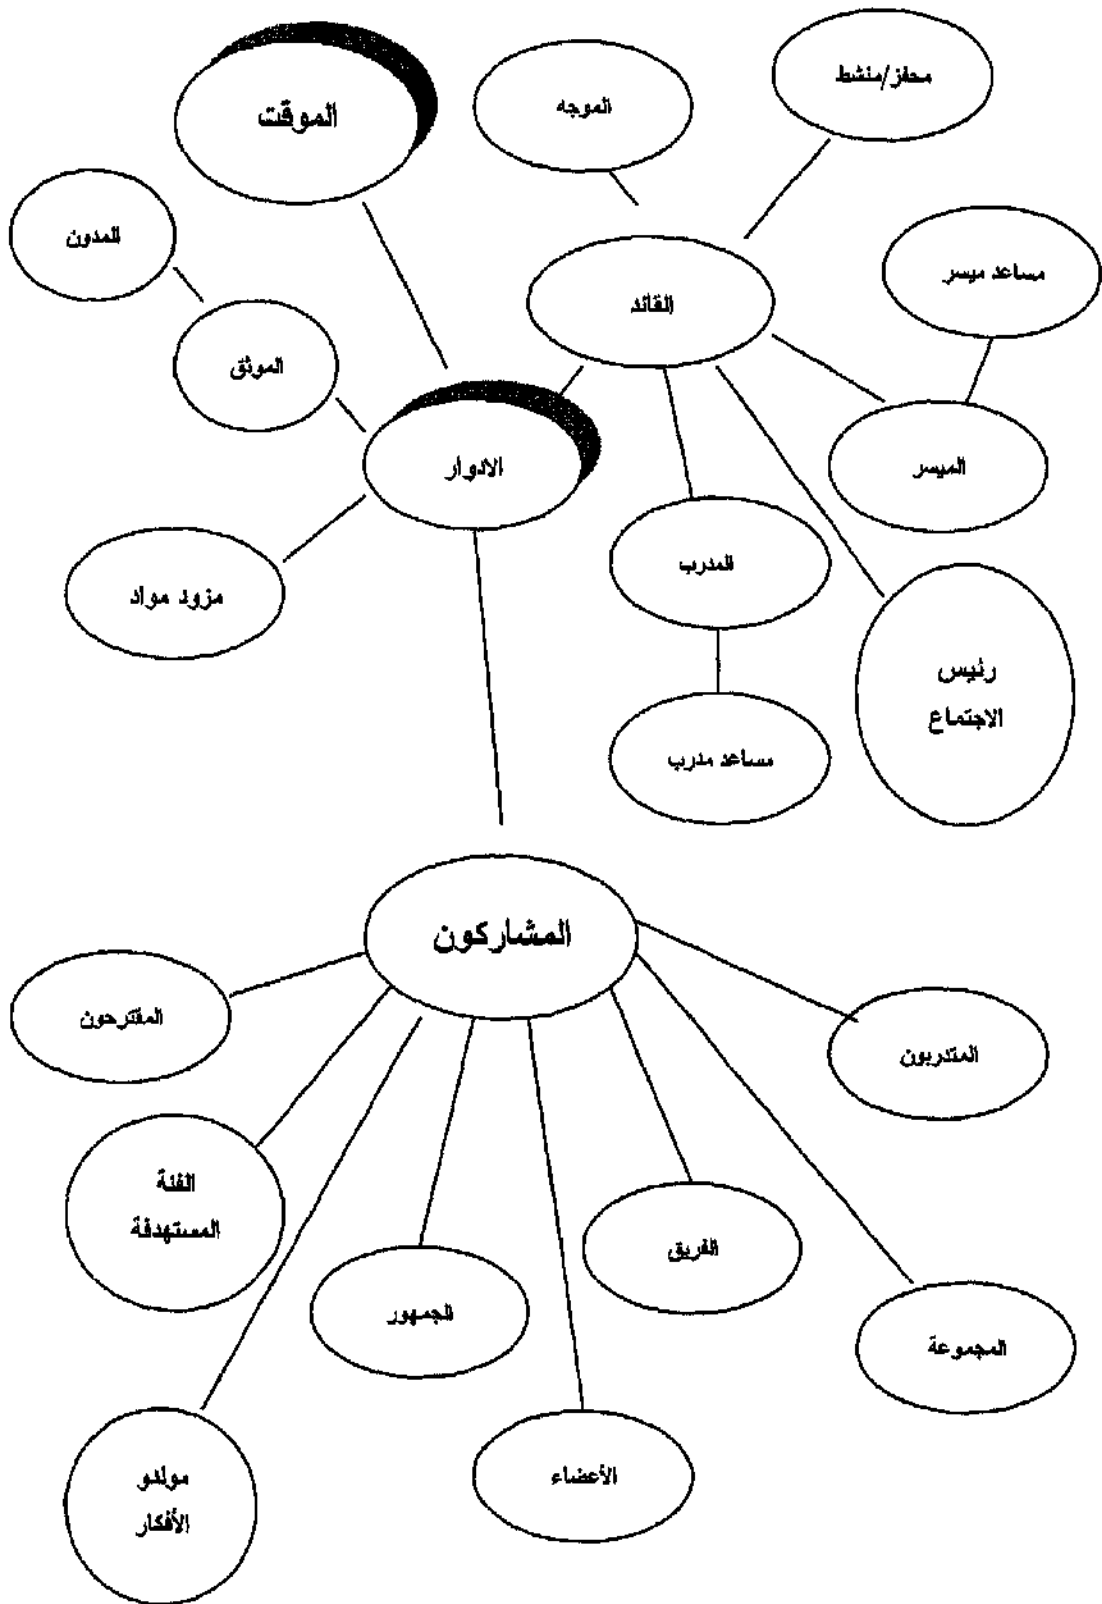 محفز/منشط
الموجه
الموقت
المدون
مساعد ميسر
القائد
الموثق
الادوار
الميسر
المدرب
مزود مواد
رئيس
الاجتماع
مساعد مدرب
المشاركون
المقترحون
المتدربون
الفئة
المستهدفة
الفريق
الجمهور
المجموعة
الأعضاء
مولدو
الأفكار